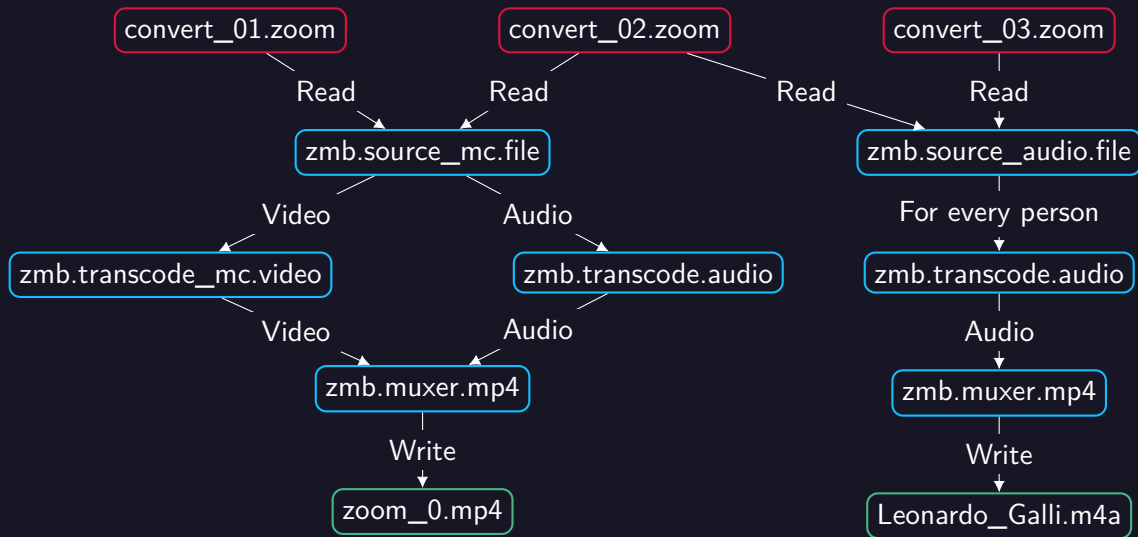 convert_01.zoom
convert_02.zoom
convert_03.zoom
Read
Read
Read
Read
zmb.source_mc.file
zmb.source_audio.file
Video
Audio
For every person
zmb.transcode_mc.video
zmb.transcode.audio
zmb.transcode.audio
Video
Audio
Audio
zmb.muxer.mp4
zmb.muxer.mp4
Write
Write
zoom_0.mp4
Leonardo_Galli.m4a